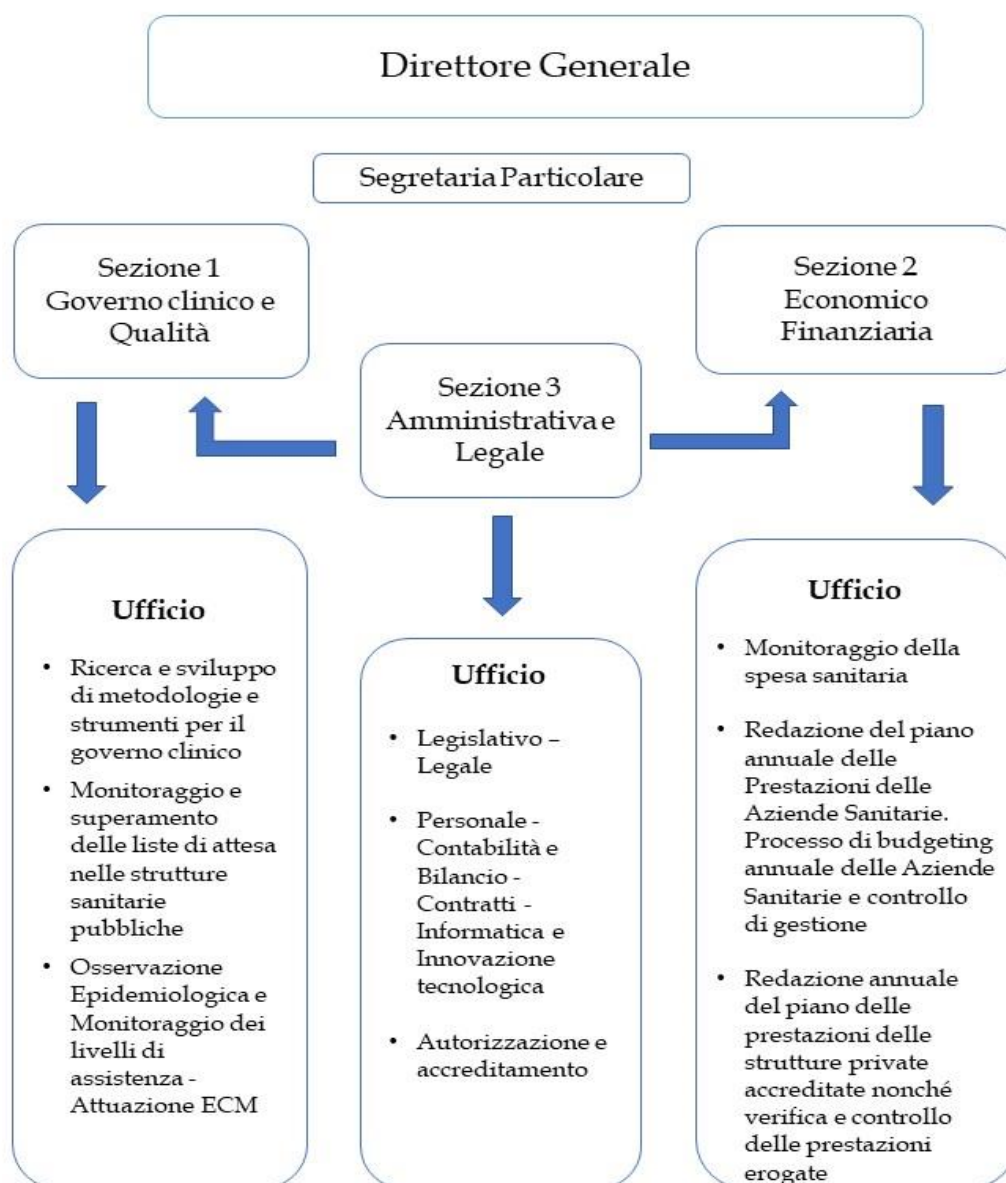 Direttore Generale
Segretaria Particolare
Sezione 1
Governo clinico e
Qualità
Sezione 2
Economico
Finanziaria
Sezione 3
Amministrativa e
Legale
Ufficio
• Ricerca e sviluppo
di metodologie e
strumenti per il
governo clinico
• Monitoraggio e
superamento
delle liste di attesa
nelle strutture
sanitarie
pubbliche
• Osservazione
Epidemiologica e
Monitoraggio dei
livelli di
assistenza -
Attuazione ECM
Ufficio
• Legislativo –
Legale
• Personale -
Contabilità e
Bilancio -
Contratti -
Informatica e
Innovazione
tecnologica
• Autorizzazione e
accreditamento
Ufficio
• Monitoraggio della
spesa sanitaria
• Redazione del piano
annuale delle
Prestazioni delle
Aziende Sanitarie.
Processo di budgeting
annuale delle Aziende
Sanitarie e controllo
di gestione
• Redazione annuale
del piano delle
prestazioni delle
strutture private
accreditate nonché
verifica e controllo
delle prestazioni
erogate